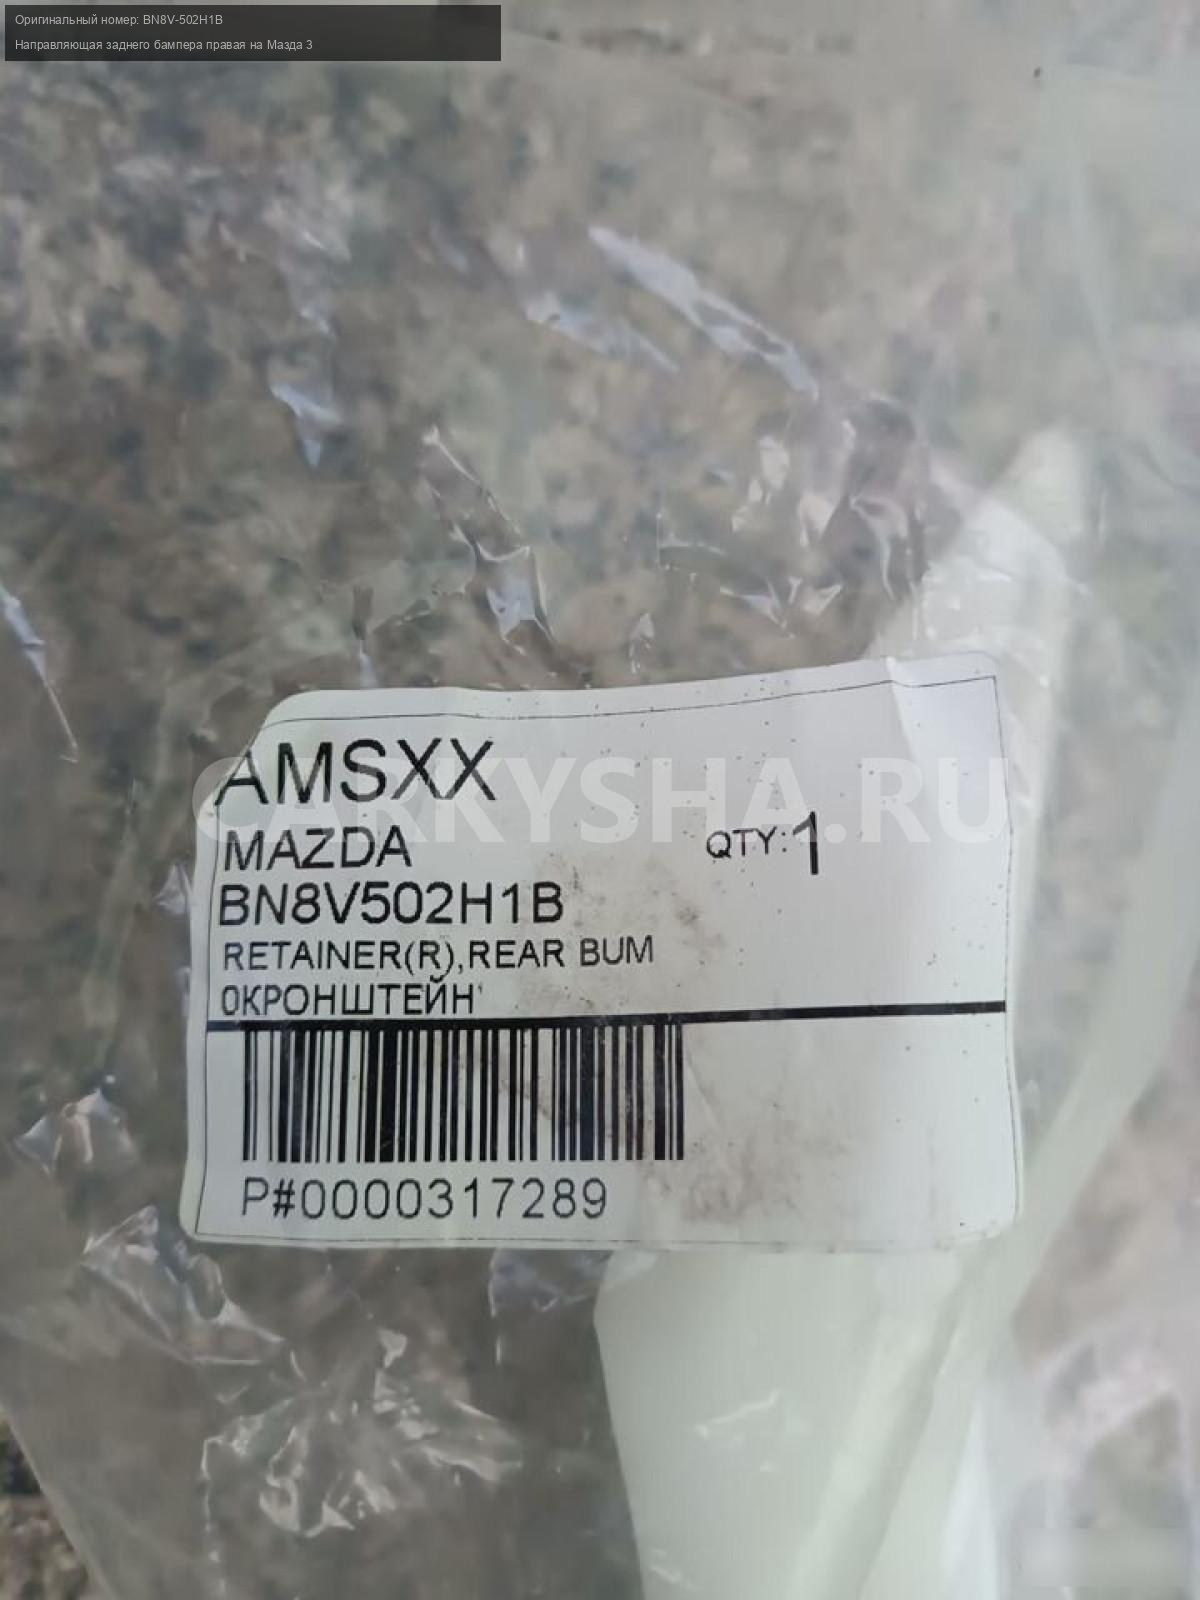 Оригинальный номер: BN8V-502H1B
Направляющая заднего бампера правая на Мазда 3
AMSXX
CARKYSHA.RU
MAZDA
QTY:1
BN8V502H1B
RETAINER(R),REAR BUM
0КРОНШТЕЙН'
P#0000317289